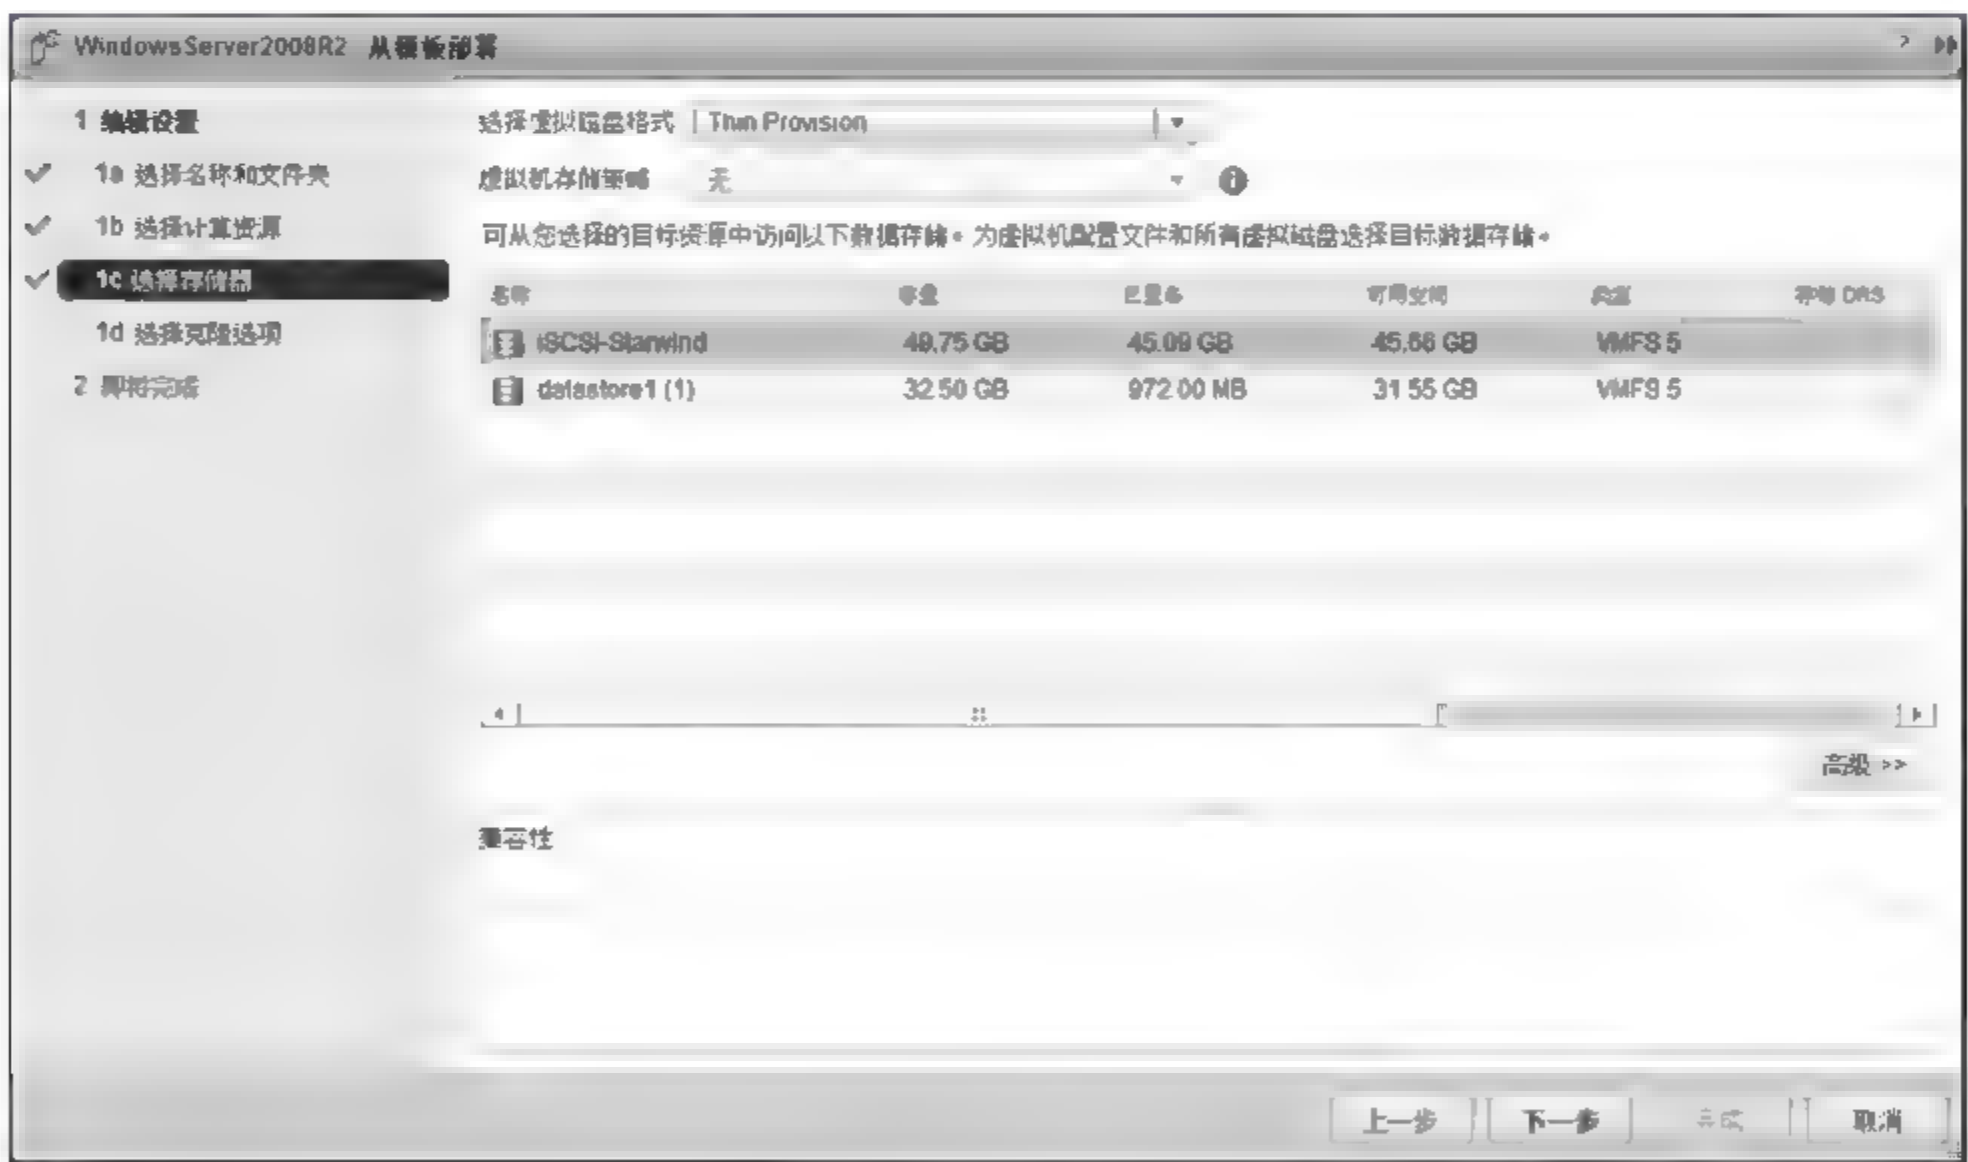 WindowsServer2008R2 从模板部署 ?
1 编辑设置
1a 选择名称和文件夹
1b 选择计算资源
1c 选择存储器
1d 选择克隆选项
2 即将完成
选择虚拟磁盘格式 Thin Provision
虚拟机存储策略 无
可从您选择的目标资源中访问以下数据存储。为虚拟机配置文件和所有虚拟磁盘选择目标数据存储。
名称 容量 已置备 可用空间 类型 存储 DRS
iSCSI-Starwind 49.75 GB 45.09 GB 45.66 GB VMFS 5
datastore1 (1) 32.50 GB 972.00 MB 31.55 GB VMFS 5
高级 >>
兼容性
上一步 下一步 完成 取消